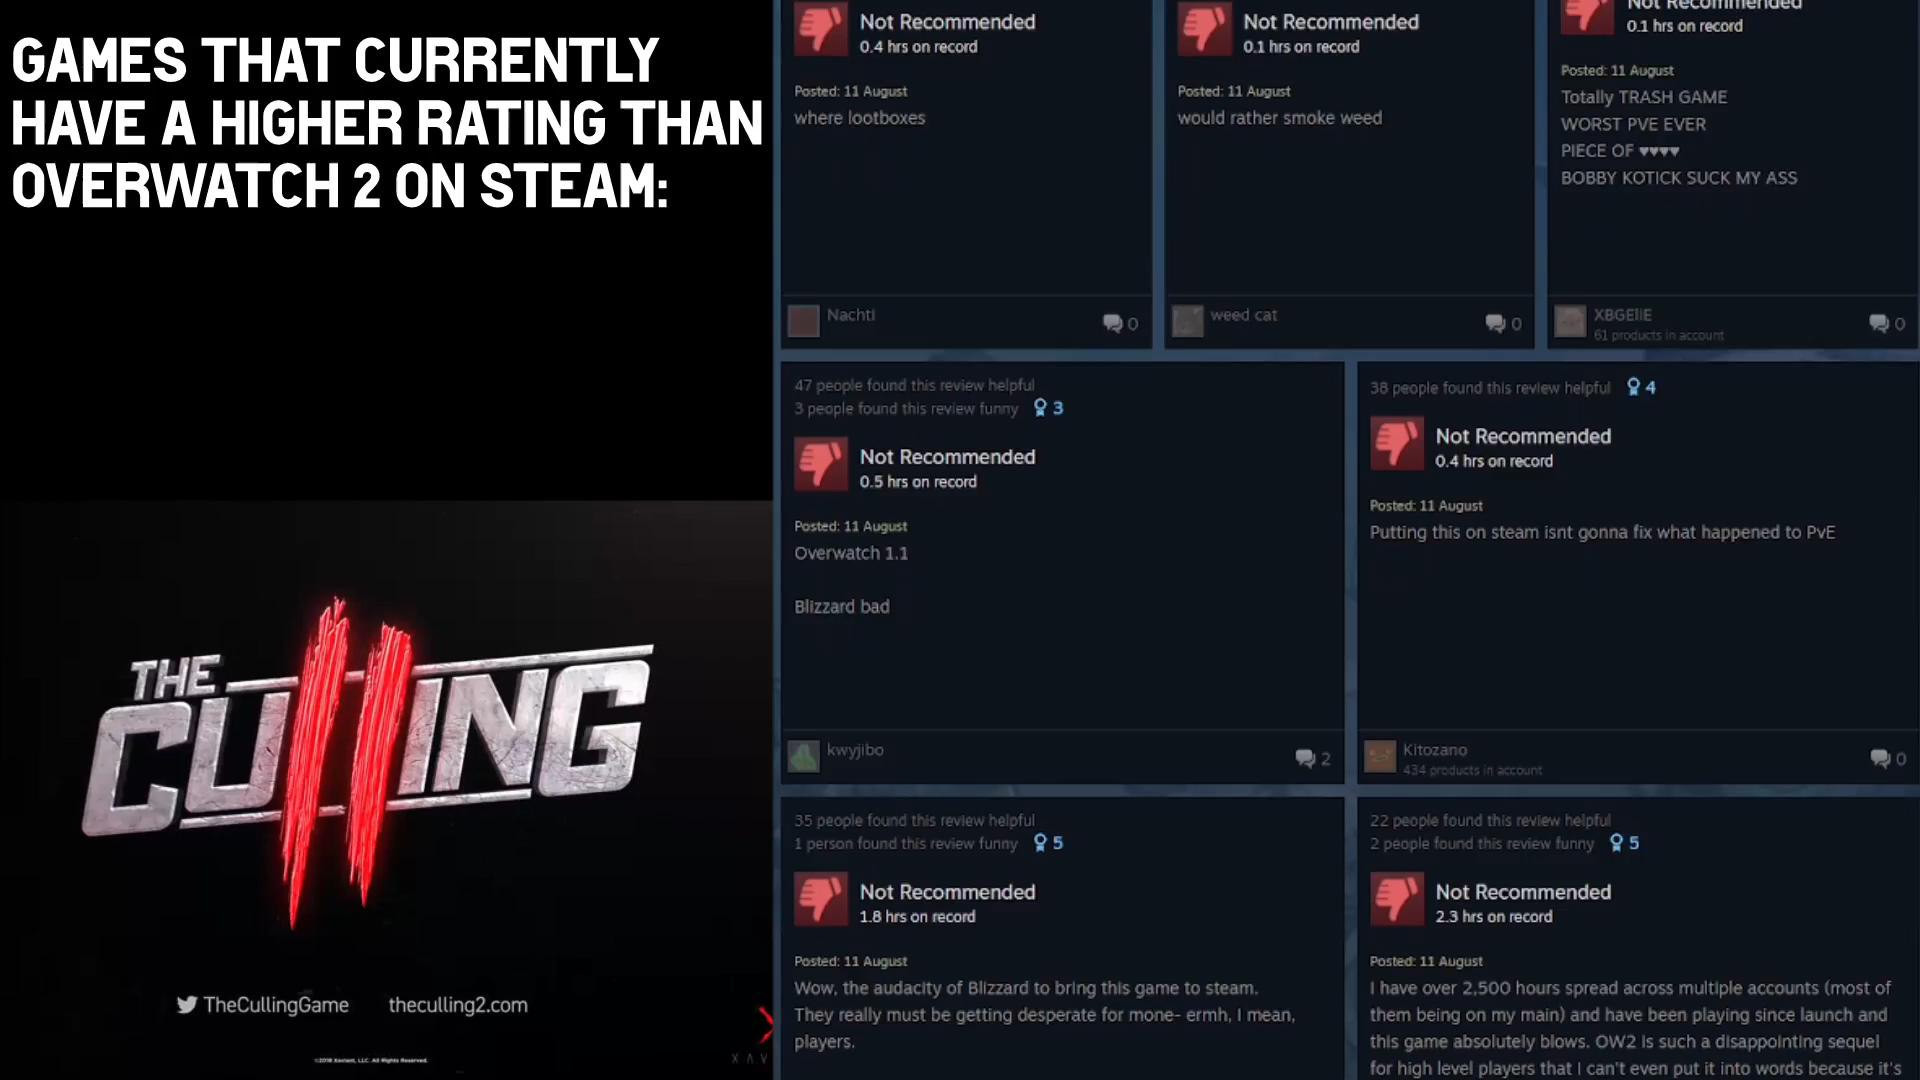 GAMES THAT CURRENTLY
HAVE A HIGHER RATING THAN
OVERWATCH 2 ON STEAM:
THE
CULLING
TheCullingGame theculling2.com
©2018 Xaviant, LLC. All Rights Reserved.
XAV
Not Recommended
0.4 hrs on record
Posted: 11 August
where lootboxes
Nachtl
0
Not Recommended
0.1 hrs on record
Posted: 11 August
would rather smoke weed
weed cat
0
Not Recommended
0.1 hrs on record
Posted: 11 August
Totally TRASH GAME
WORST PVE EVER
PIECE OF ♥♥♥♥
BOBBY KOTICK SUCK MY ASS
XBGEllE
61 products in account
0
47 people found this review helpful
3 people found this review funny 3
Not Recommended
0.5 hrs on record
Posted: 11 August
Overwatch 1.1
Blizzard bad
kwyjibo
2
38 people found this review helpful 4
Not Recommended
0.4 hrs on record
Posted: 11 August
Putting this on steam isnt gonna fix what happened to PvE
Kitozano
434 products in account
0
35 people found this review helpful
1 person found this review funny 5
Not Recommended
1.8 hrs on record
Posted: 11 August
Wow, the audacity of Blizzard to bring this game to steam.
They really must be getting desperate for mone- ermh, I mean,
players.
22 people found this review helpful
2 people found this review funny 5
Not Recommended
2.3 hrs on record
Posted: 11 August
I have over 2,500 hours spread across multiple accounts (most of
them being on my main) and have been playing since launch and
this game absolutely blows. OW2 is such a disappointing sequel
for high level players that I can't even put it into words because it's